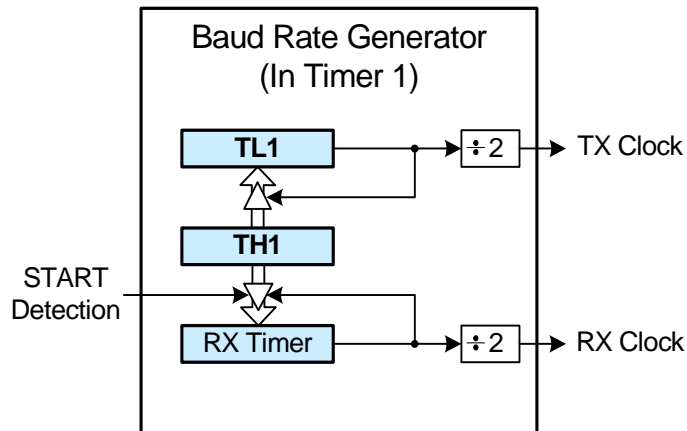 Baud Rate Generator
(In Timer 1)
TL1
÷2
TX Clock
TH1
START
Detection
RX Timer
÷2
RX Clock